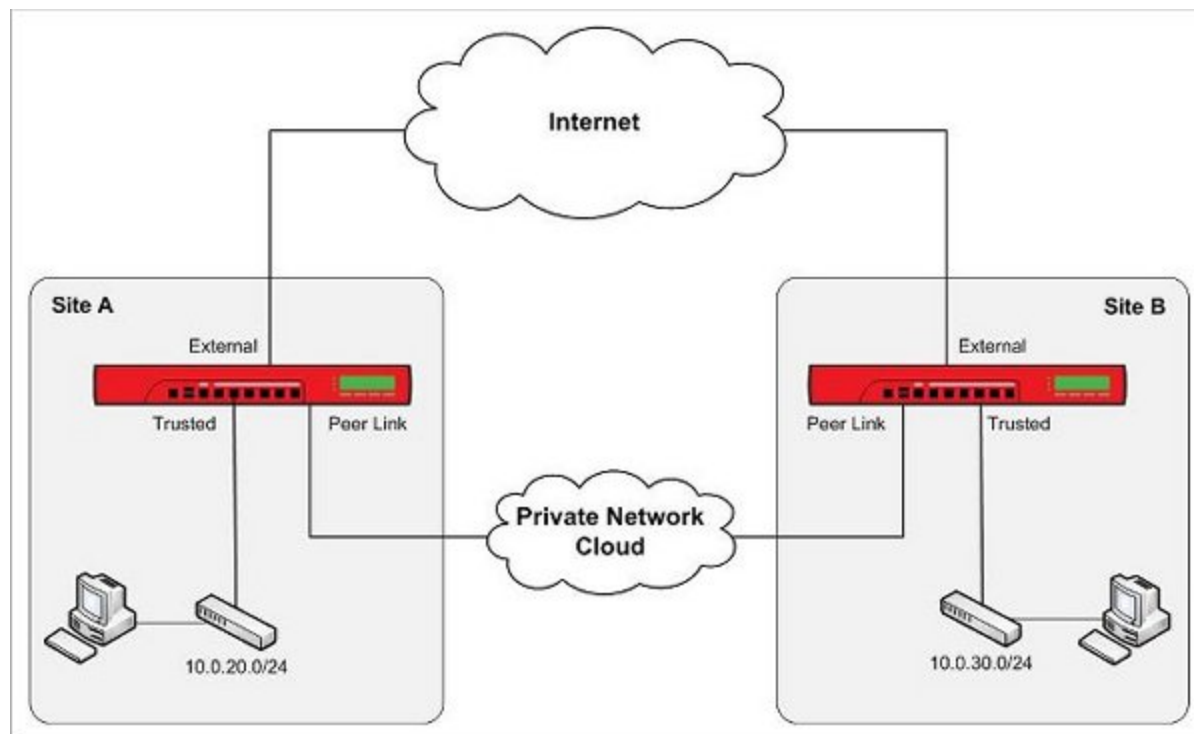 Internet
Site A
Site B
External
External
Trusted
Peer Link
Peer Link
Trusted
Private Network
Cloud
10.0.20.0/24
10.0.30.0/24